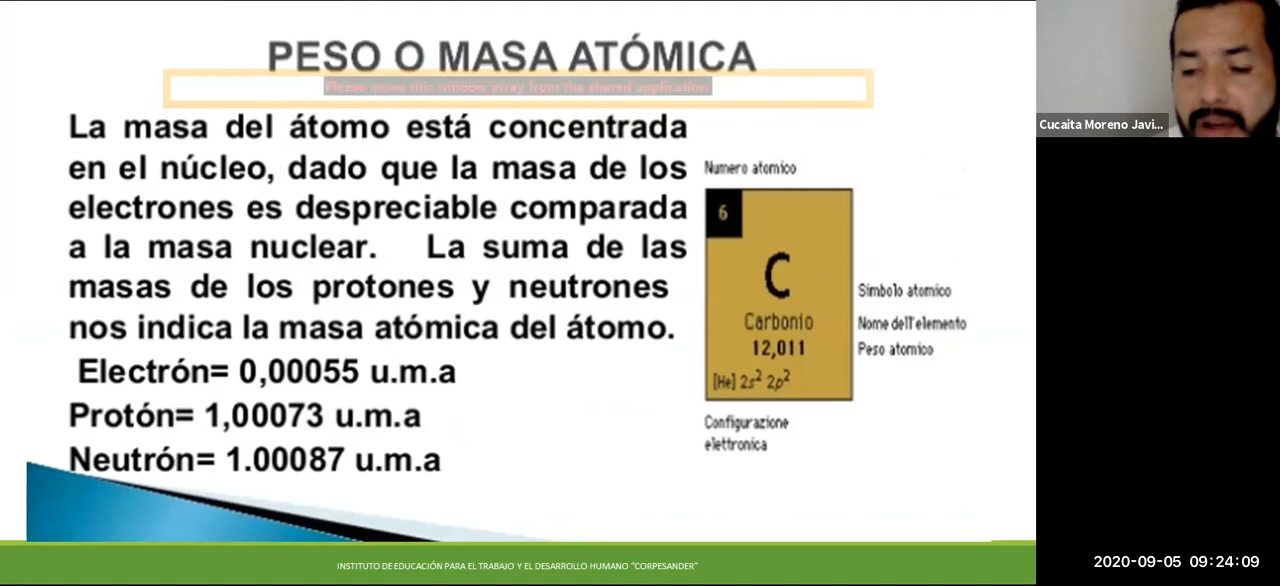 PESO O MASA ATÓMICA
Please move this window away from the shared application.
La masa del átomo está concentrada
en el núcleo, dado que la masa de los
electrones es despreciable comparada
a la masa nuclear. La suma de las
masas de los protones y neutrones
nos indica la masa atómica del átomo.
Electrón= 0,00055 u.m.a
Protón= 1,00073 u.m.a
Neutrón= 1.00087 u.m.a
Numero atomico
6
C
Carbonio
12,011
[He] 2s² 2p²
Simbolo atomico
Nome dell'elemento
Peso atomico
Configurazione
elettronica
INSTITUTO DE EDUCACIÓN PARA EL TRABAJO Y EL DESARROLLO HUMANO "CORPESANDER"
Cucaita Moreno Javi...
2020-09-05 09:24:09